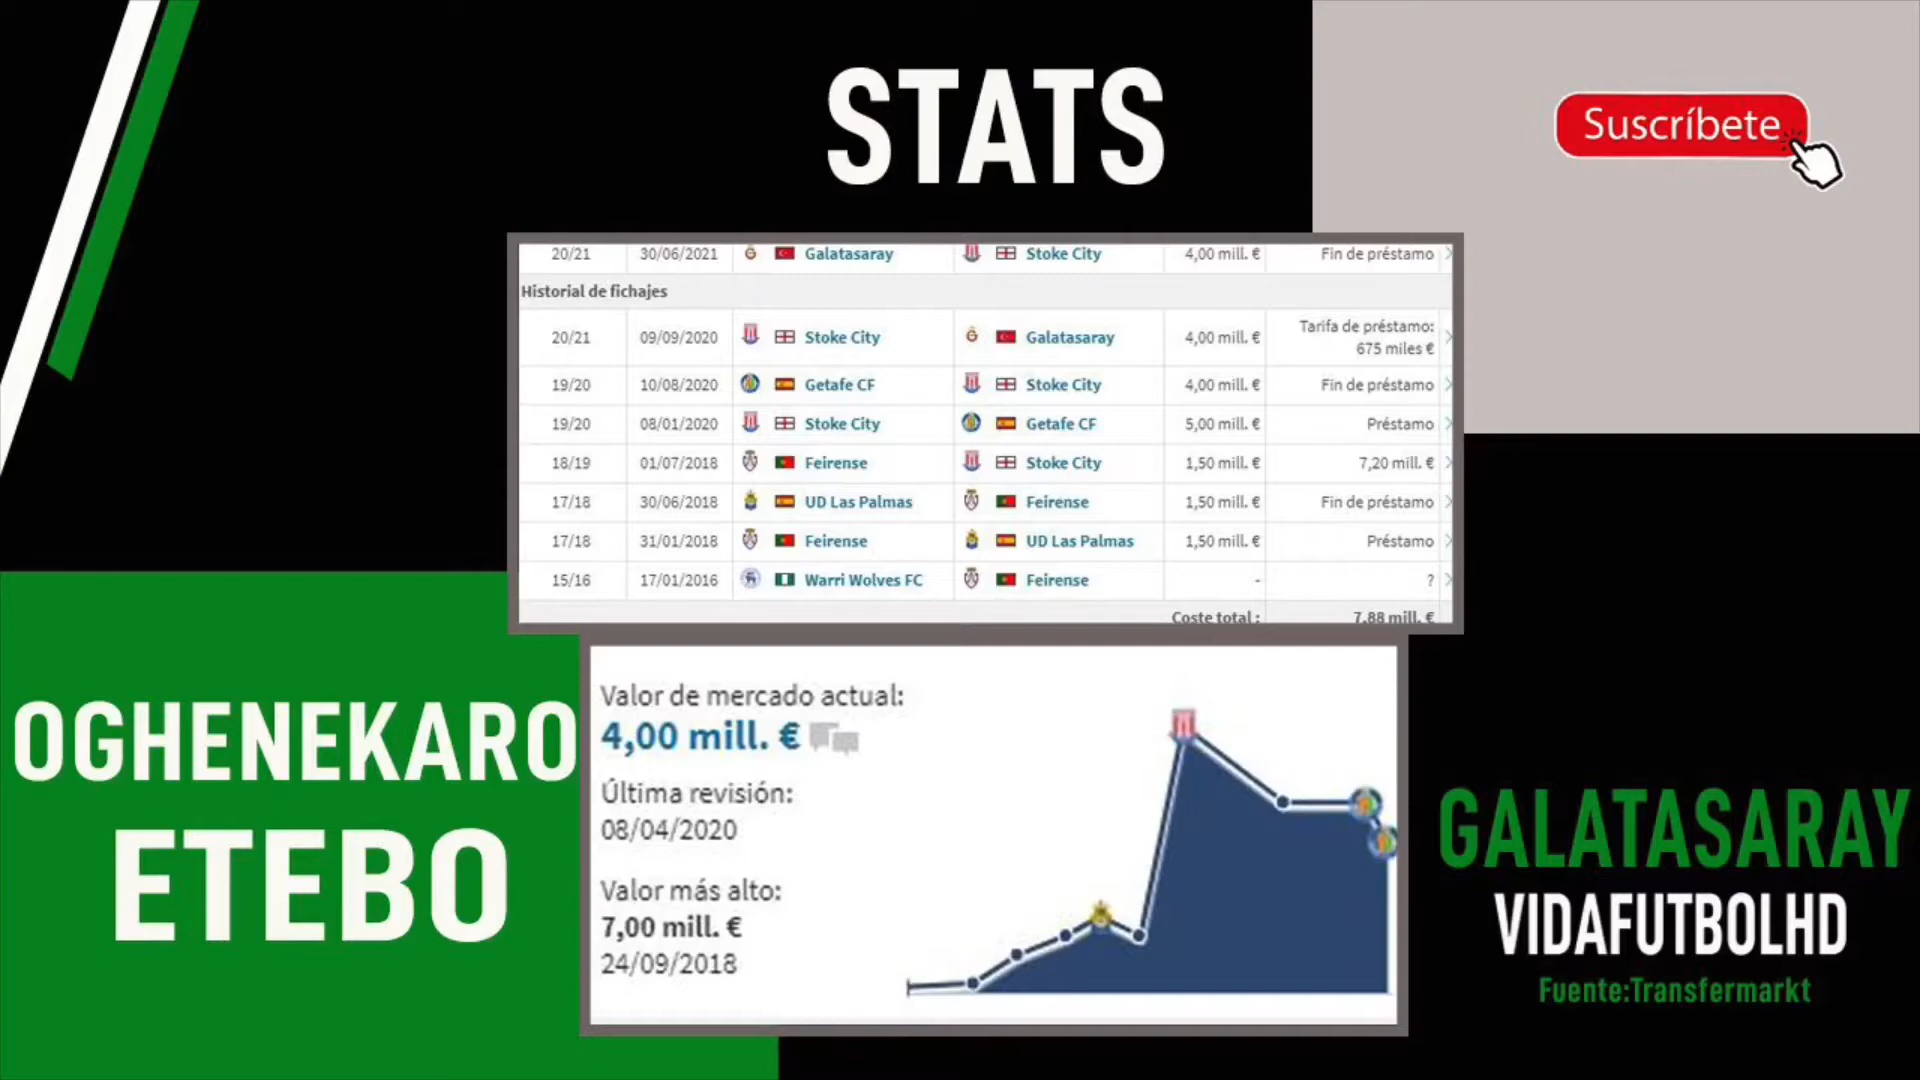 STATS
Suscríbete
20/21 30/06/2021 Galatasaray Stoke City 4,00 mill. € Fin de préstamo
Historial de fichajes
20/21 09/09/2020 Stoke City Galatasaray 4,00 mill. € Tarifa de préstamo: 675 miles €
19/20 10/08/2020 Getafe CF Stoke City 4,00 mill. € Fin de préstamo
19/20 08/01/2020 Stoke City Getafe CF 5,00 mill. € Préstamo
18/19 01/07/2018 Feirense Stoke City 1,50 mill. € 7,20 mill. €
17/18 30/06/2018 UD Las Palmas Feirense 1,50 mill. € Fin de préstamo
17/18 31/01/2018 Feirense UD Las Palmas 1,50 mill. € Préstamo
15/16 17/01/2016 Warri Wolves FC Feirense - ?
Coste total : 7,88 mill. €
OGHENEKARO
ETEBO
Valor de mercado actual:
4,00 mill. €
Última revisión:
08/04/2020
Valor más alto:
7,00 mill. €
24/09/2018
GALATASARAY
VIDAFUTBOLHD
Fuente:Transfermarkt